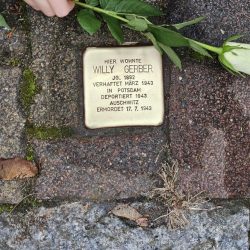 HIER WOHNTE
WILLY GERBER
JG. 1892
VERHAFTET MÄRZ 1943
IN POTSDAM
DEPORTIERT 1943
AUSCHWITZ
ERMORDET 17. 7. 1943